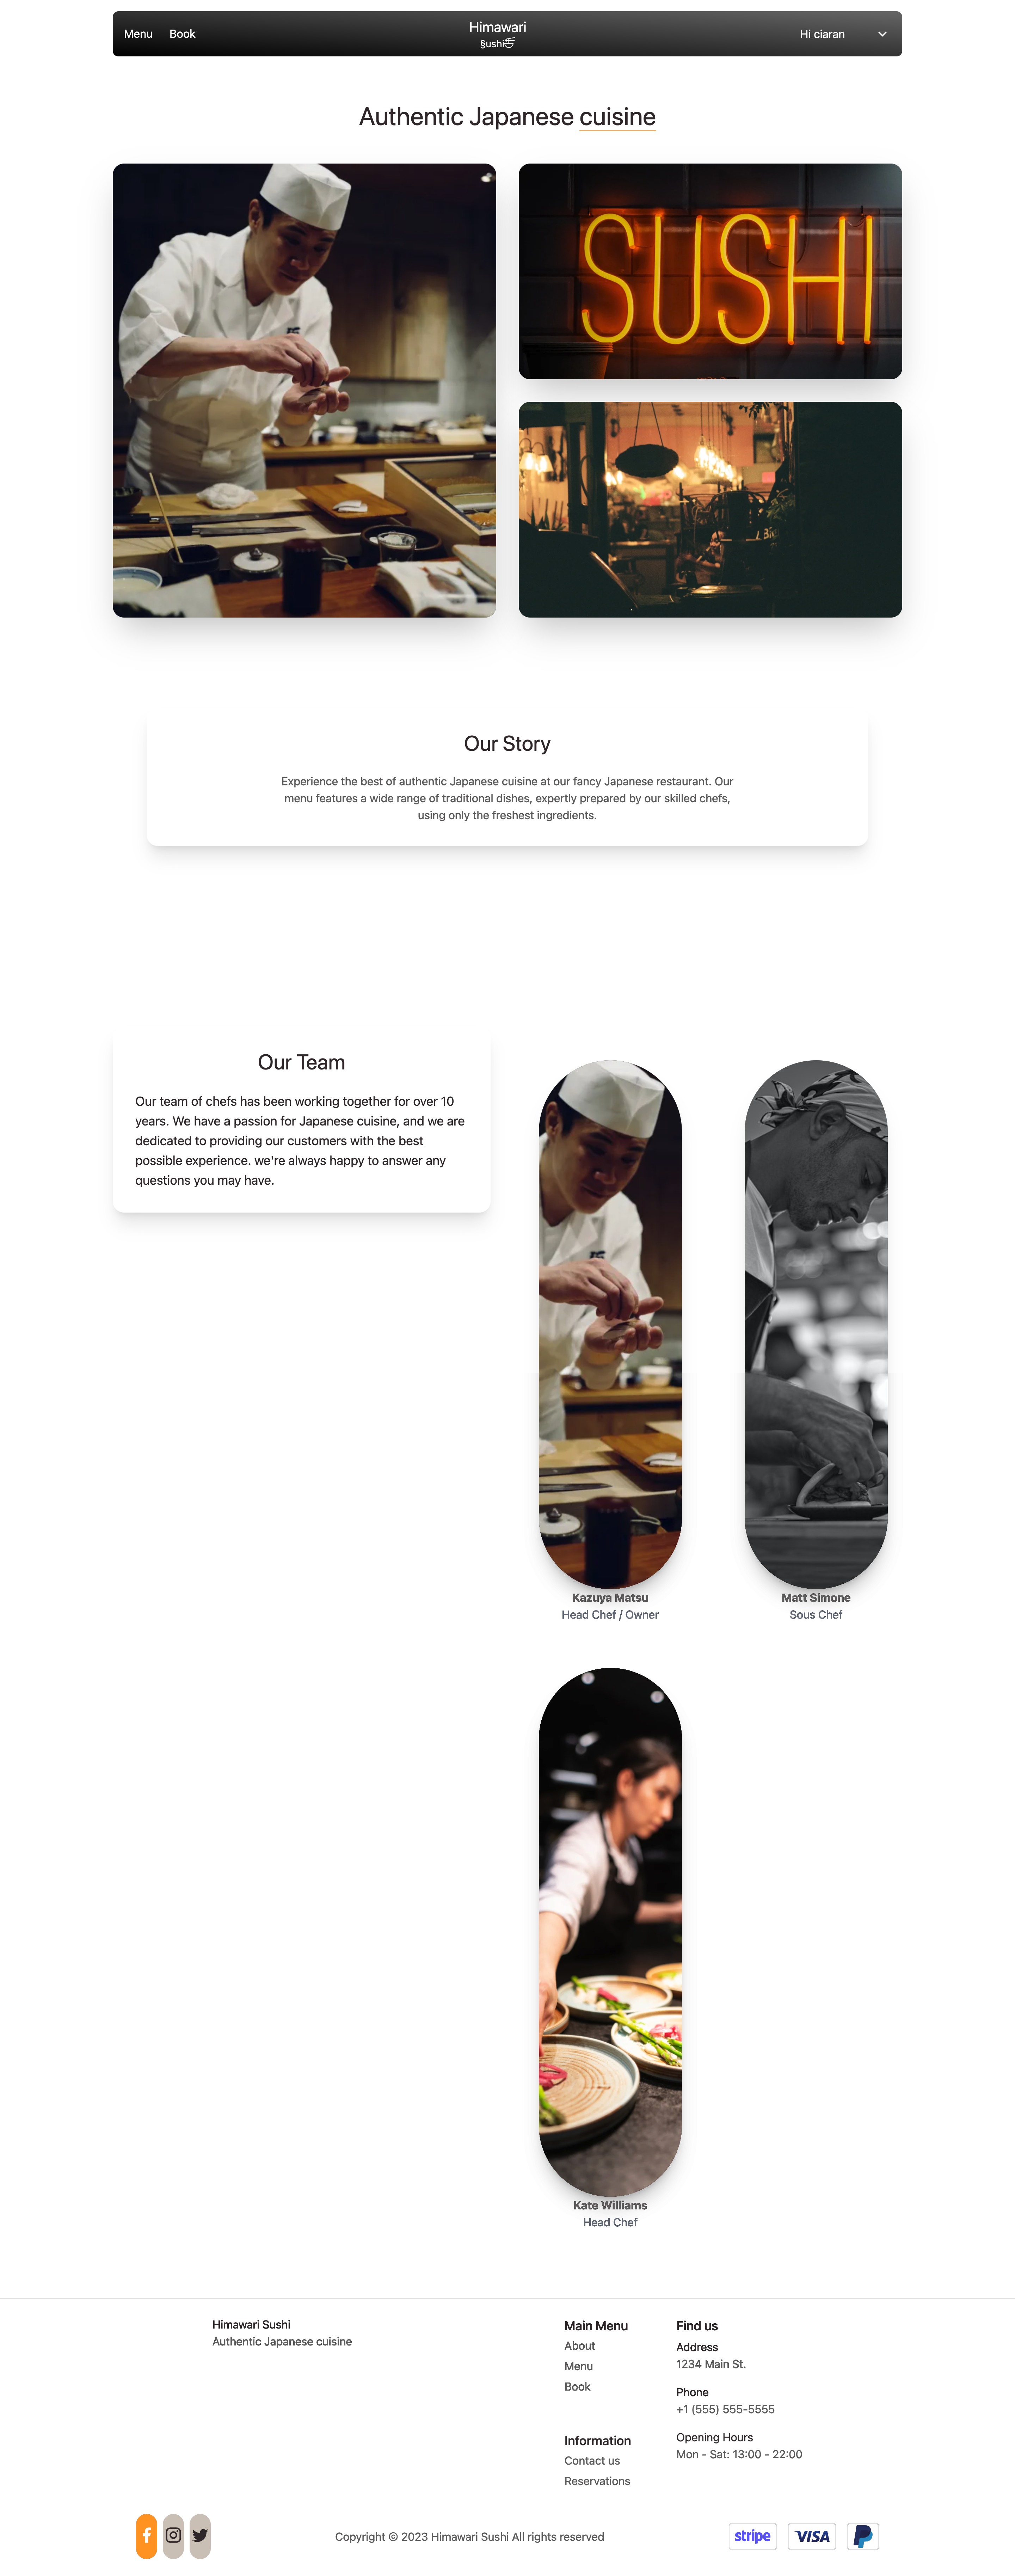 Menu Book
Himawari
§ushi
Hi ciaran
Authentic Japanese cuisine
SUSHI
Our Story
Experience the best of authentic Japanese cuisine at our fancy Japanese restaurant. Our
menu features a wide range of traditional dishes, expertly prepared by our skilled chefs,
using only the freshest ingredients.
Our Team
Our team of chefs has been working together for over 10
years. We have a passion for Japanese cuisine, and we are
dedicated to providing our customers with the best
possible experience. we're always happy to answer any
questions you may have.
Kazuya Matsu
Head Chef / Owner
Matt Simone
Sous Chef
Kate Williams
Head Chef
Himawari Sushi
Authentic Japanese cuisine
Main Menu
About
Menu
Book
Information
Contact us
Reservations
Find us
Address
1234 Main St.
Phone
+1 (555) 555-5555
Opening Hours
Mon - Sat: 13:00 - 22:00
Copyright © 2023 Himawari Sushi All rights reserved
stripe VISA